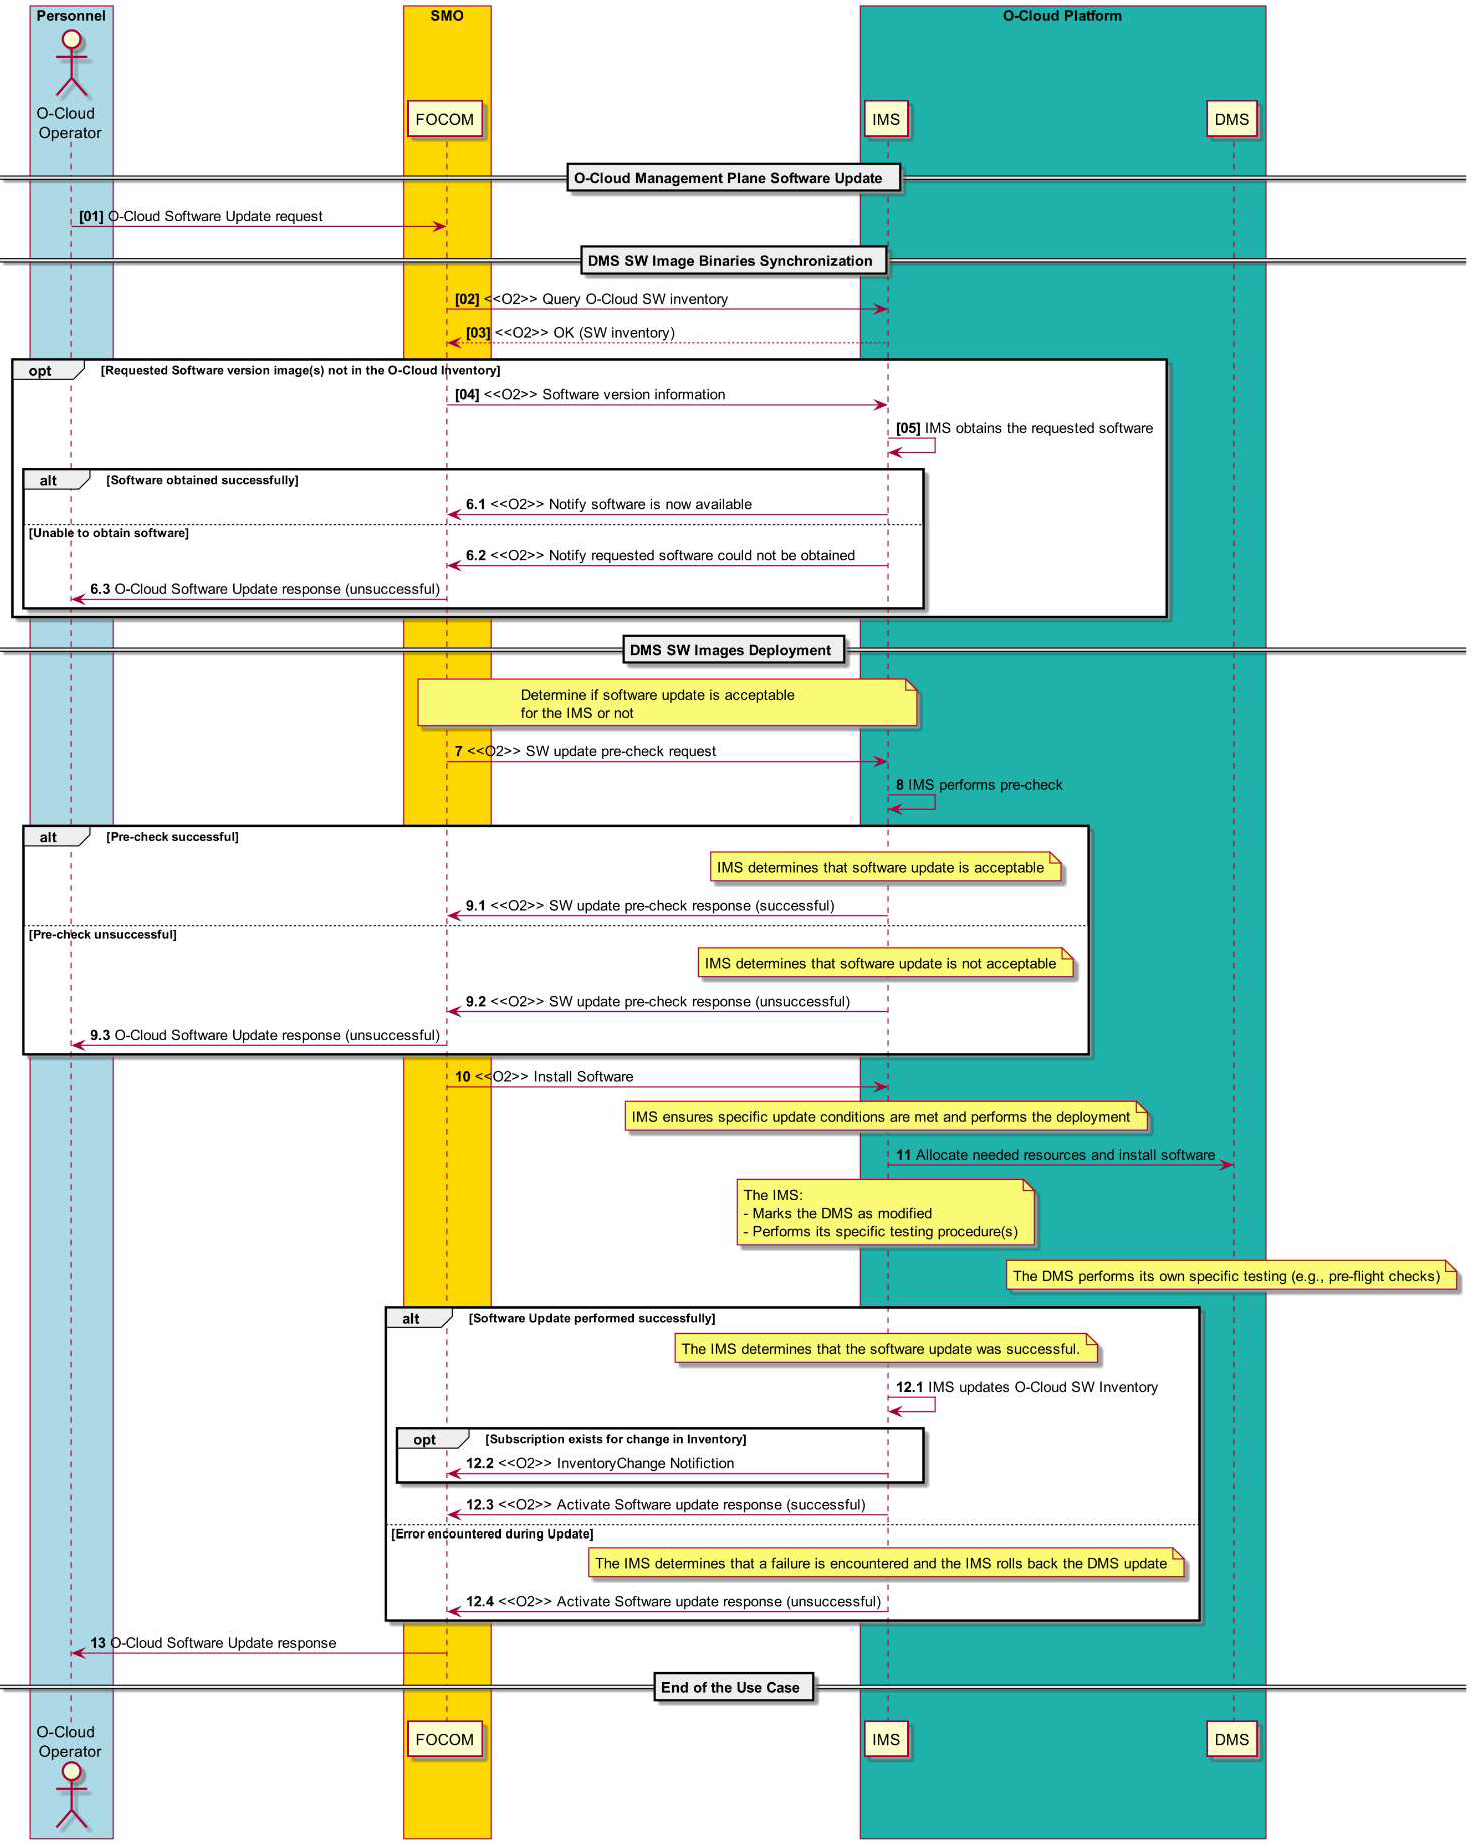 Personnel
SMO
O-Cloud Platform
O-Cloud
Operator
FOCOM
IMS
DMS
O-Cloud Management Plane Software Update
[01] O-Cloud Software Update request
DMS SW Image Binaries Synchronization
[02] <<O2>> Query O-Cloud SW inventory
[03] <<O2>> OK (SW inventory)
opt [Requested Software version image(s) not in the O-Cloud Inventory]
[04] <<O2>> Software version information
[05] IMS obtains the requested software
alt [Software obtained successfully]
6.1 <<O2>> Notify software is now available
[Unable to obtain software]
6.2 <<O2>> Notify requested software could not be obtained
6.3 O-Cloud Software Update response (unsuccessful)
DMS SW Images Deployment
Determine if software update is acceptable
for the IMS or not
7 <<O2>> SW update pre-check request
8 IMS performs pre-check
alt [Pre-check successful]
IMS determines that software update is acceptable
9.1 <<O2>> SW update pre-check response (successful)
[Pre-check unsuccessful]
IMS determines that software update is not acceptable
9.2 <<O2>> SW update pre-check response (unsuccessful)
9.3 O-Cloud Software Update response (unsuccessful)
10 <<O2>> Install Software
IMS ensures specific update conditions are met and performs the deployment
11 Allocate needed resources and install software
The IMS:
- Marks the DMS as modified
- Performs its specific testing procedure(s)
The DMS performs its own specific testing (e.g., pre-flight checks)
alt [Software Update performed successfully]
The IMS determines that the software update was successful.
12.1 IMS updates O-Cloud SW Inventory
opt [Subscription exists for change in Inventory]
12.2 <<O2>> InventoryChange Notifiction
12.3 <<O2>> Activate Software update response (successful)
[Error encountered during Update]
The IMS determines that a failure is encountered and the IMS rolls back the DMS update
12.4 <<O2>> Activate Software update response (unsuccessful)
13 O-Cloud Software Update response
End of the Use Case
O-Cloud
Operator
FOCOM
IMS
DMS